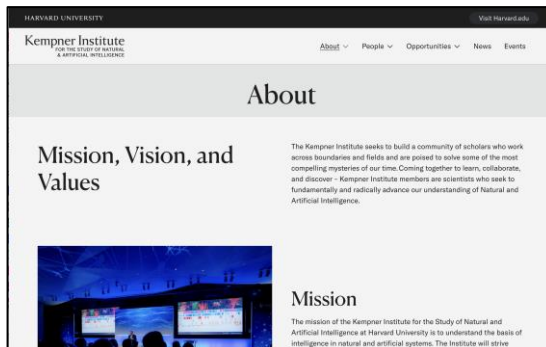 HARVARD UNIVERSITY
Visit Harvard.edu
Kempner Institute
FOR THE STUDY OF NATURAL
& ARTIFICIAL INTELLIGENCE
About People Opportunities News Events
About
Mission, Vision, and
Values
The Kempner Institute seeks to build a community of scholars who work
across boundaries and fields and are poised to solve some of the most
compelling mysteries of our time. Coming together to learn, collaborate,
and discover – Kempner Institute members are scientists who seek to
fundamentally and radically advance our understanding of Natural and
Artificial Intelligence.
Mission
The mission of the Kempner Institute for the Study of Natural and
Artificial Intelligence at Harvard University is to understand the basis of
intelligence in natural and artificial systems. The Institute will strive